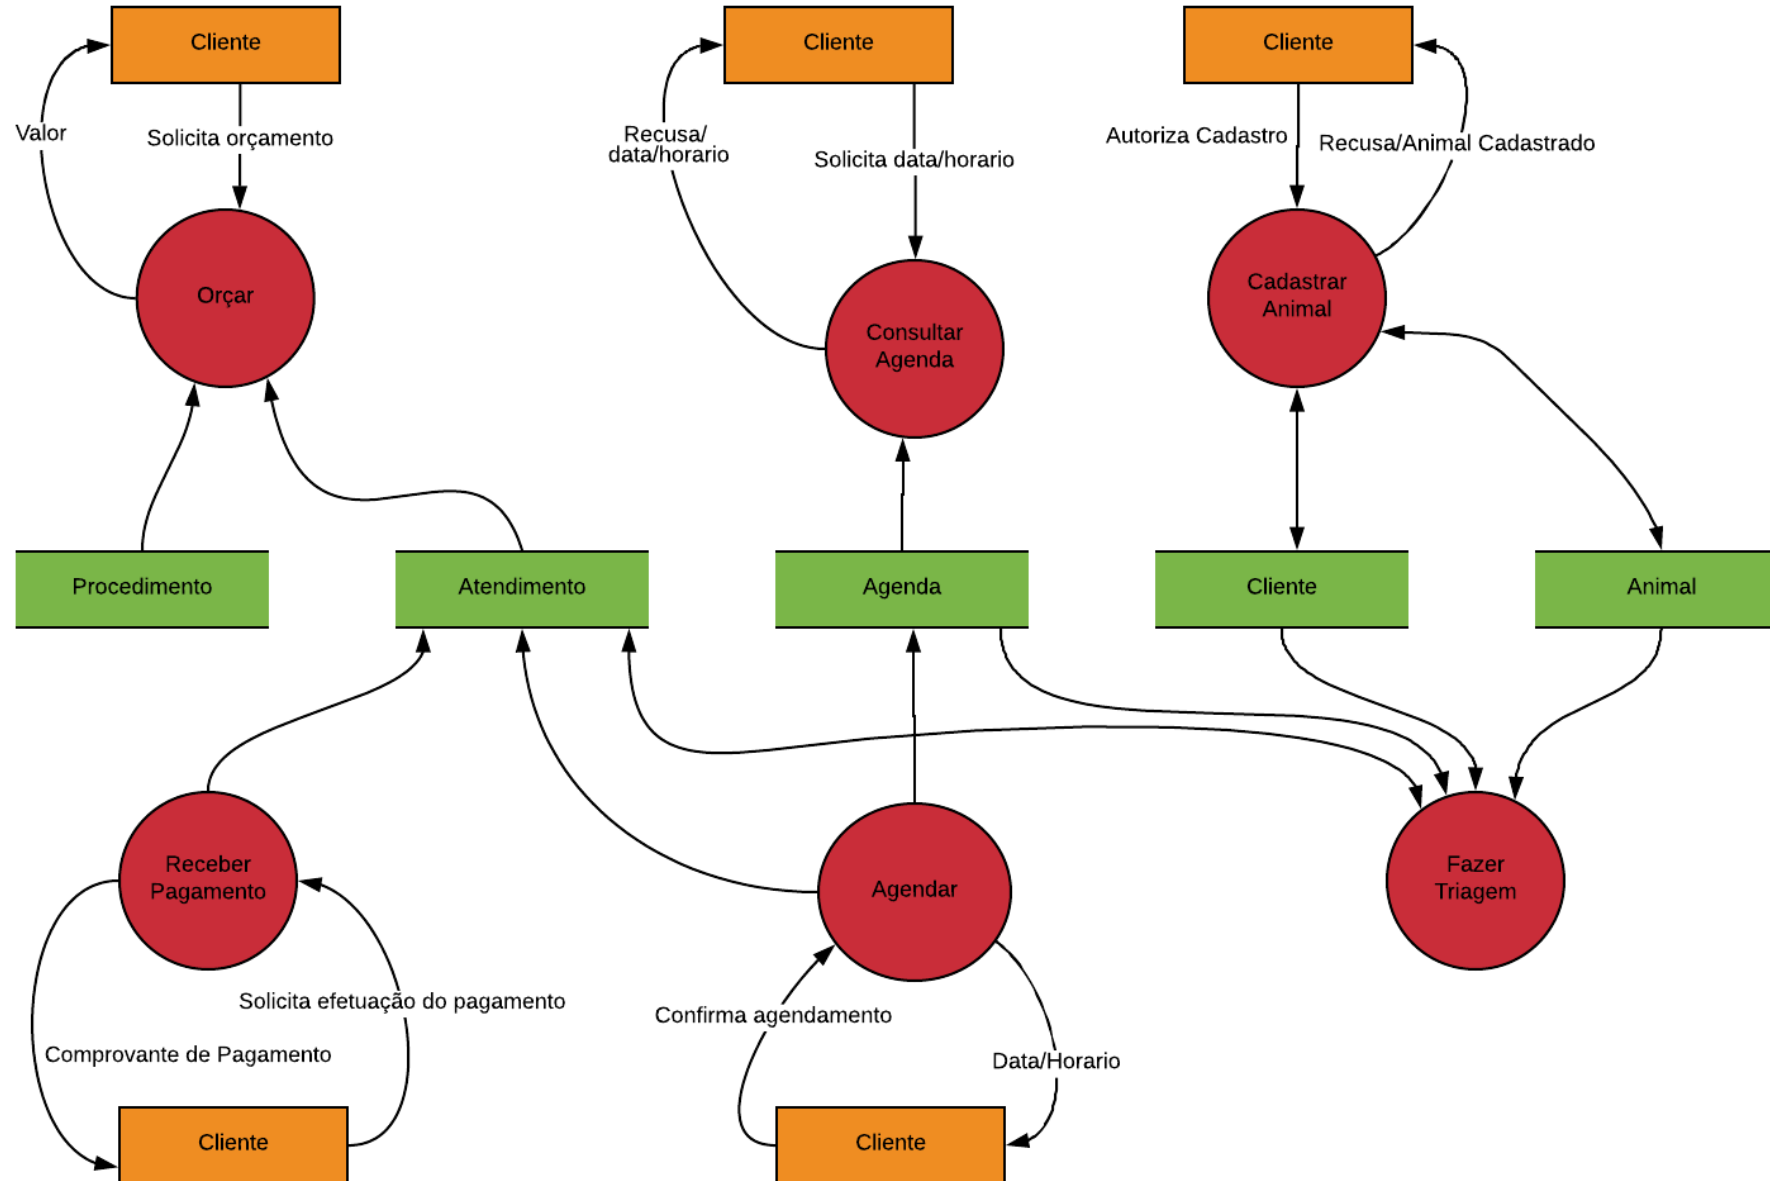 Cliente
Cliente
Cliente
Valor
Solicita orçamento
Recusa/
data/horario
Solicita data/horario
Autoriza Cadastro
Recusa/Animal Cadastrado
Orçar
Consultar
Agenda
Cadastrar
Animal
Procedimento
Atendimento
Agenda
Cliente
Animal
Receber
Pagamento
Agendar
Fazer
Triagem
Solicita efetuação do pagamento
Comprovante de Pagamento
Confirma agendamento
Data/Horario
Cliente
Cliente